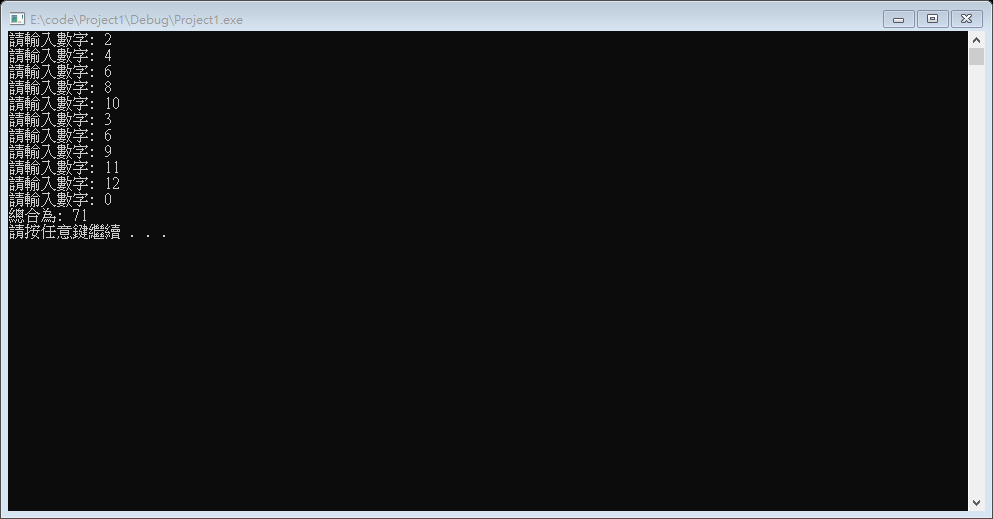 E:\code\Project1\Debug\Project1.exe
請輸入數字: 2
請輸入數字: 4
請輸入數字: 6
請輸入數字: 8
請輸入數字: 10
請輸入數字: 3
請輸入數字: 6
請輸入數字: 9
請輸入數字: 11
請輸入數字: 12
請輸入數字: 0
總合為: 71
請按任意鍵繼續 . . .